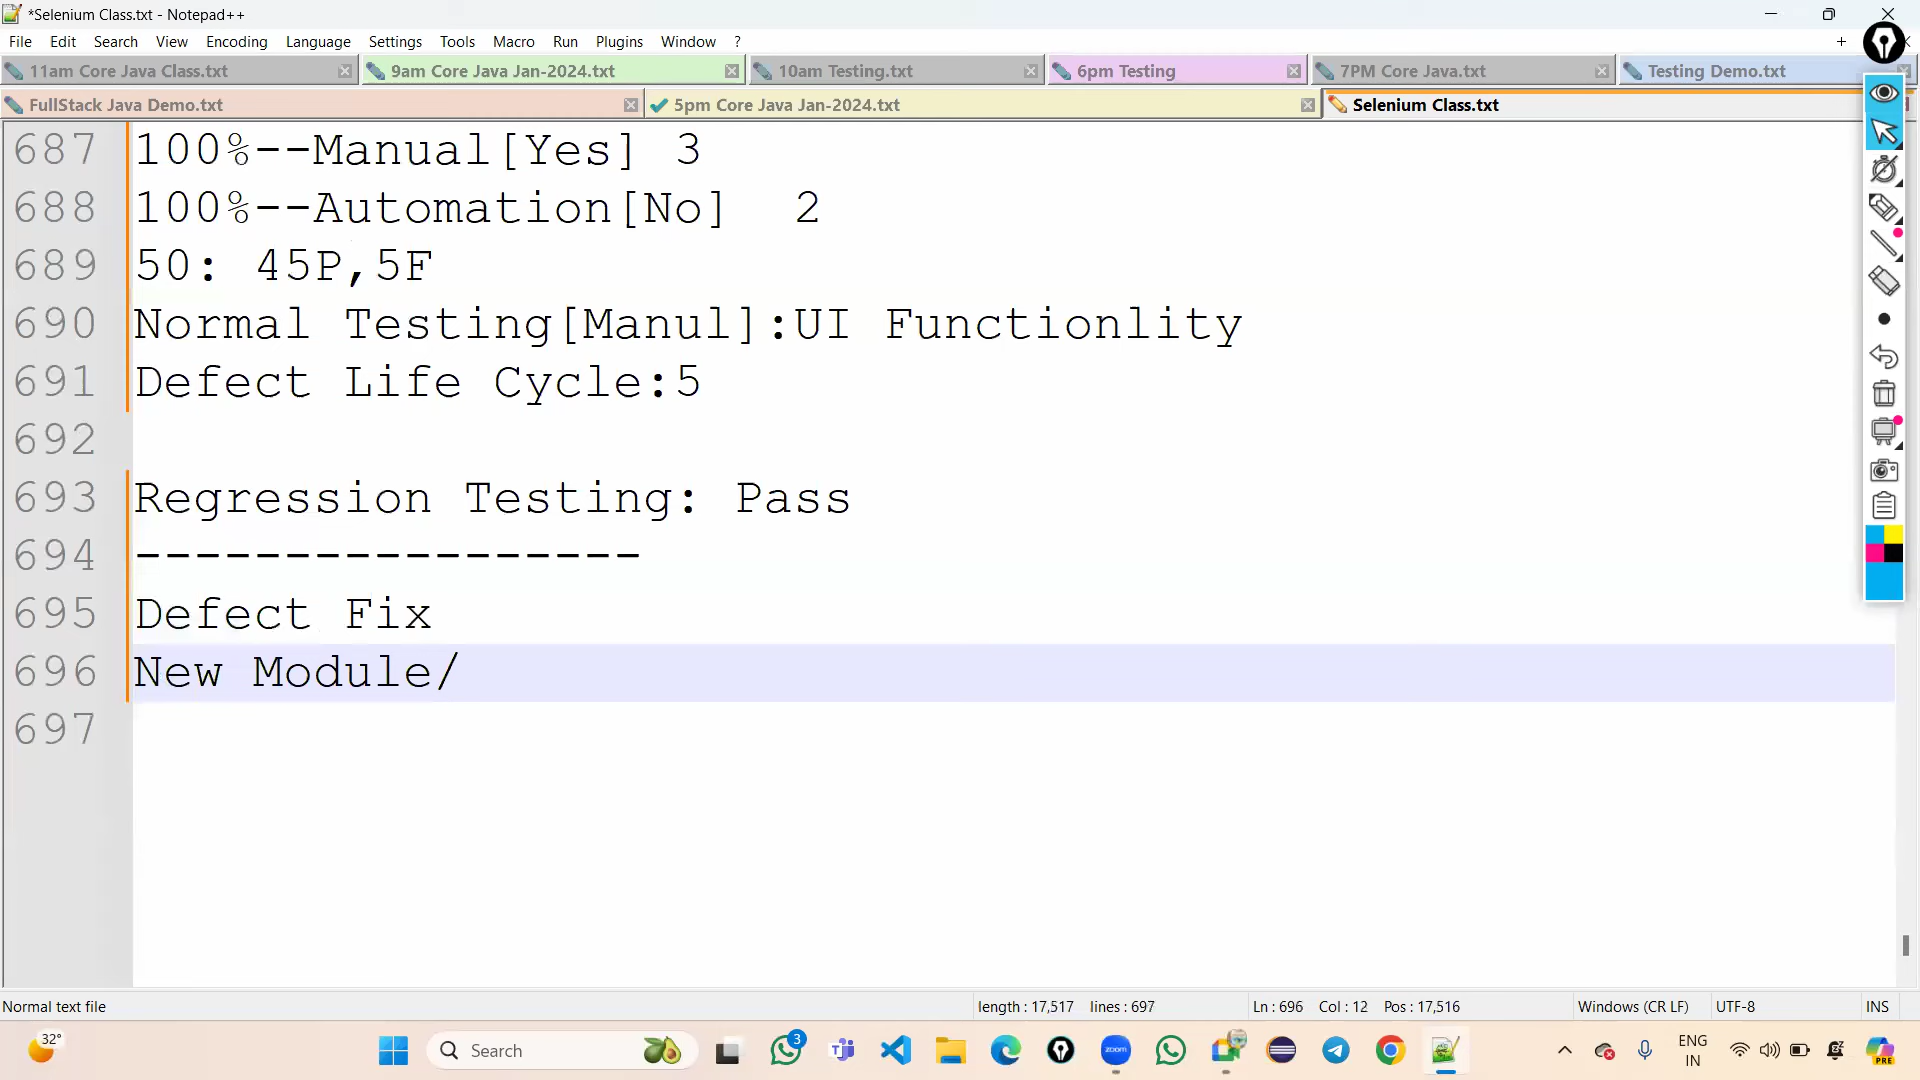 *Selenium Class.txt - Notepad++
File Edit Search View Encoding Language Settings Tools Macro Run Plugins Window ?
11am Core Java Class.txt 9am Core Java Jan-2024.txt 10am Testing.txt 6pm Testing 7PM Core Java.txt Testing Demo.txt
FullStack Java Demo.txt 5pm Core Java Jan-2024.txt Selenium Class.txt
687 100%--Manual[Yes] 3
688 100%--Automation[No] 2
689 50: 45P,5F
690 Normal Testing[Manul]:UI Functionlity
691 Defect Life Cycle:5
692
693 Regression Testing: Pass
694 -----------------
695 Defect Fix
696 New Module/
697
Normal text file length : 17,517 lines : 697 Ln : 696 Col : 12 Pos : 17,516 Windows (CR LF) UTF-8 INS
32° Search 3 zoom ENG IN PRE